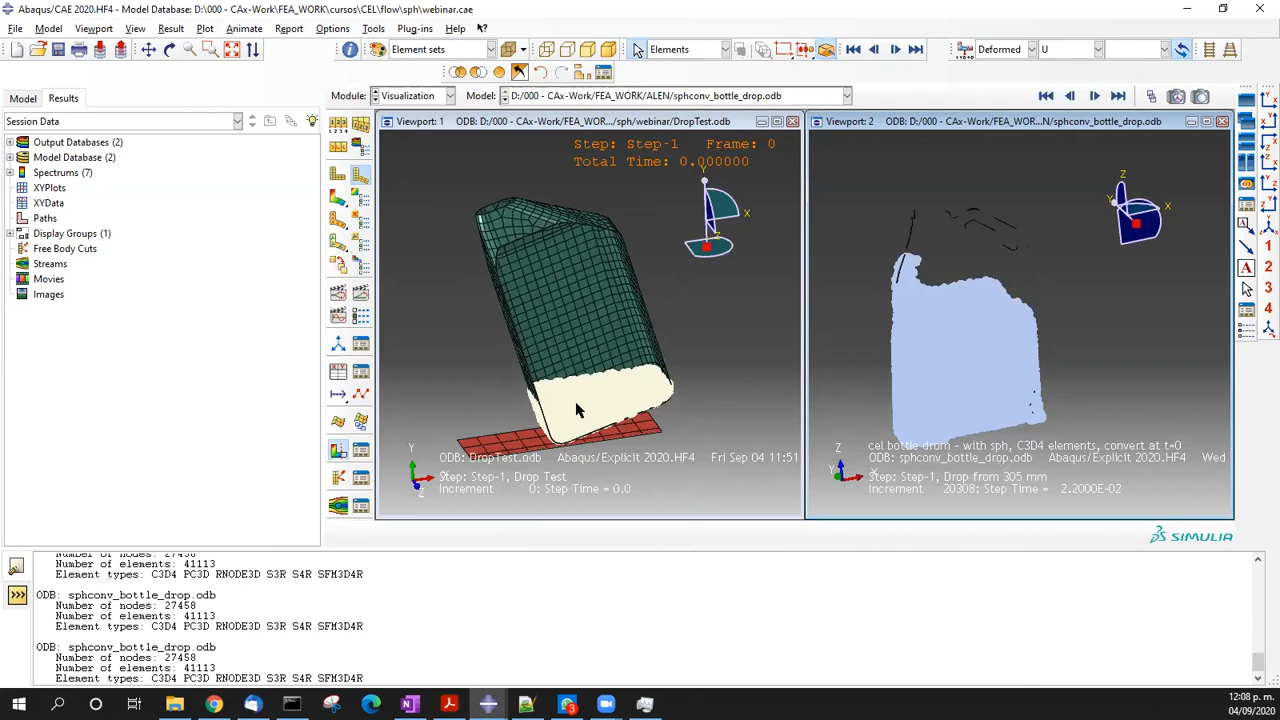 Abaqus/CAE 2020.HF4 - Model Database: D:\000 - CAx-Work\FEA_WORK\cursos\CEL\flow\sph\webinar.cae
File Model Viewport View Result Plot Animate Report Options Tools Plug-ins Help
Element sets
Elements
Deformed U
Model Results
Module: Visualization Model: D:/000 - CAx-Work/FEA_WORK/ALEN/sphconv_bottle_drop.odb
Session Data
Output Databases (2)
Model Database (2)
Spectrums (7)
XYPlots
XYData
Paths
Display Groups (1)
Free Body Cuts
Streams
Movies
Images
Viewport: 1 ODB: D:/000 - CAx-Work/FEA_WOR.../sph/webinar/DropTest.odb
Step: Step-1 Frame: 0
Total Time: 0.000000
Y
X
Z
ODB: DropTest.odb Abaqus/Explicit 2020.HF4 Fri Sep 04 11:51
Step: Step-1, Drop Test
Increment 0: Step Time = 0.0
Y
X
Z
Viewport: 2 ODB: D:/000 - CAx-Work/FEA_WOR...N/sphconv_bottle_drop.odb
Z
Y
X
cel bottle drom - with sph, C3D4 elements, convert at t=0
ODB: sphconv_bottle_drop.odb Abaqus/Explicit 2020.HF4 Wed
Step: Step-1, Drop from 305 mm
Increment 20308: Step Time = 2.2000E-02
Z
Y
X
1
2
3
4
SIMULIA
Number of nodes: 27458
Number of elements: 41113
Element types: C3D4 PC3D RNODE3D S3R S4R SFM3D4R
ODB: sphconv_bottle_drop.odb
Number of nodes: 27458
Number of elements: 41113
Element types: C3D4 PC3D RNODE3D S3R S4R SFM3D4R
ODB: sphconv_bottle_drop.odb
Number of nodes: 27458
Number of elements: 41113
Element types: C3D4 PC3D RNODE3D S3R S4R SFM3D4R
12:08 p. m.
04/09/2020